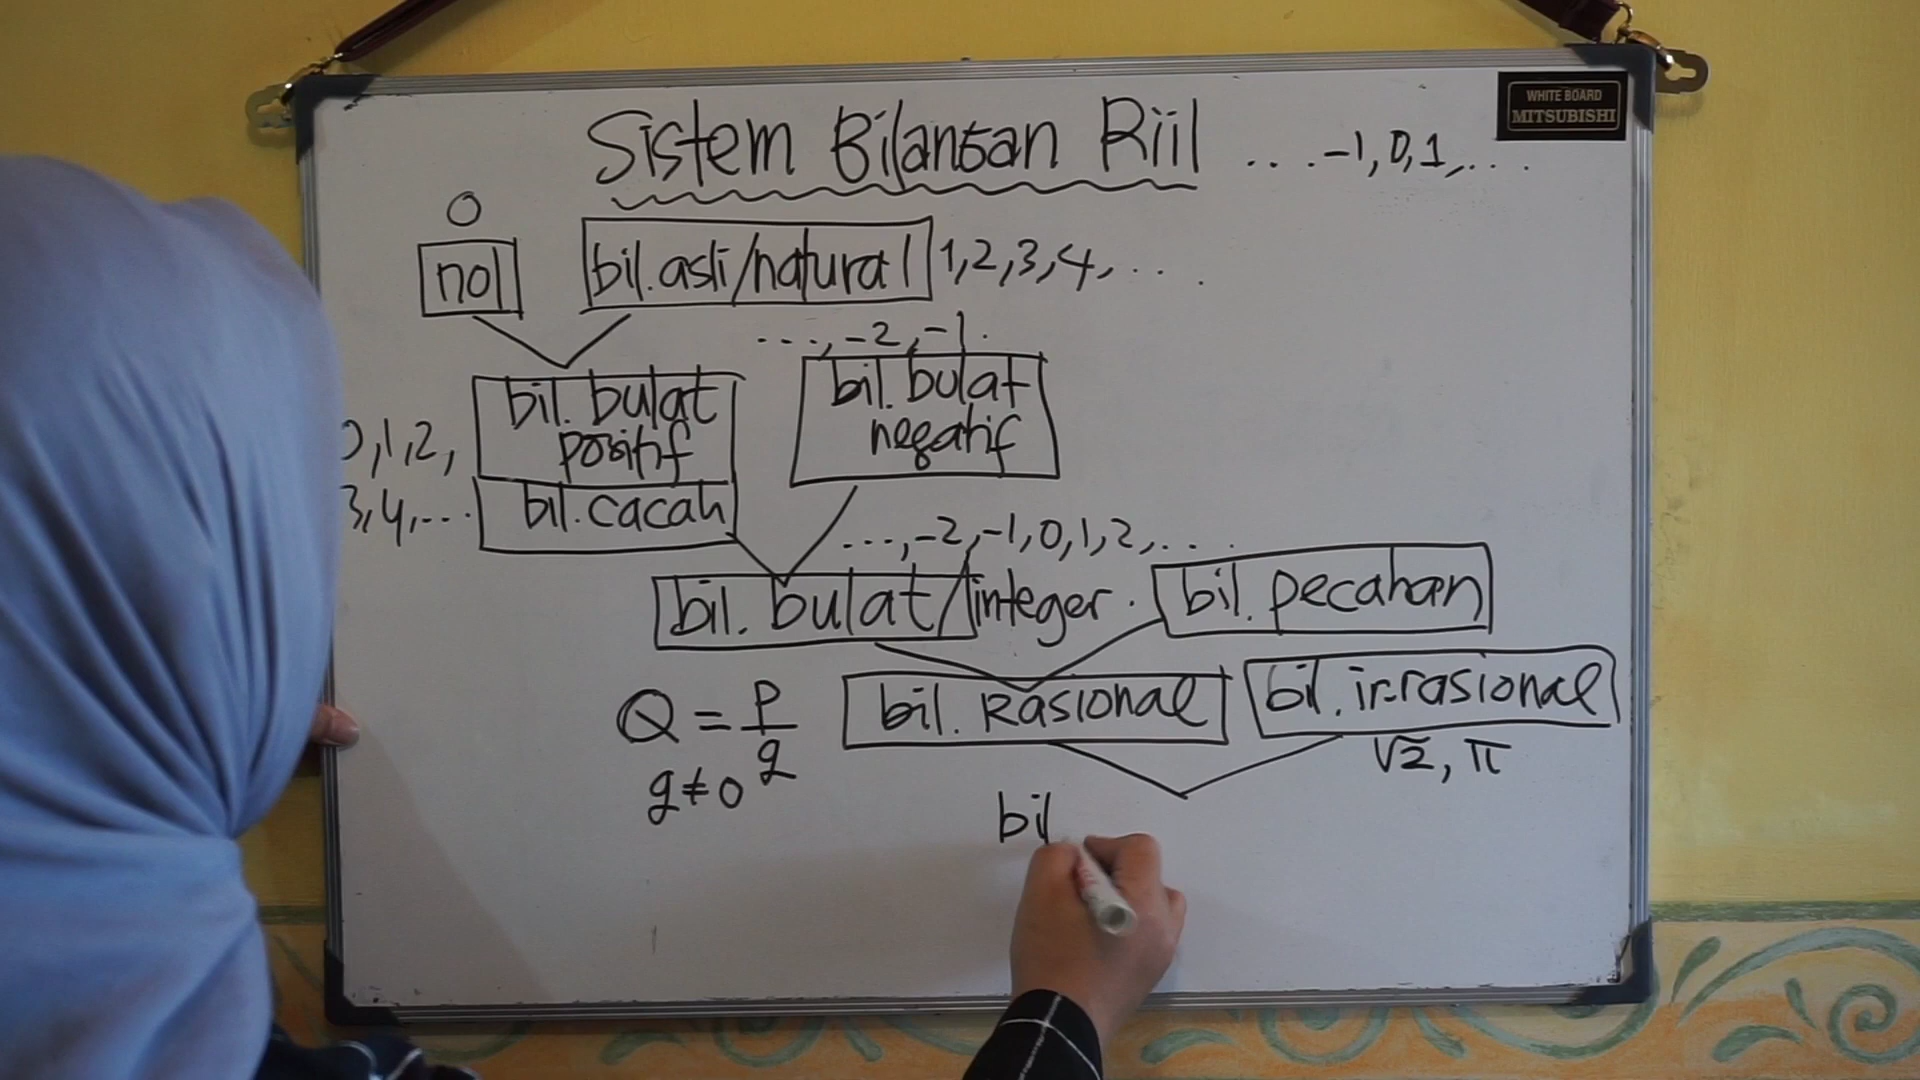 WHITE BOARD
MITSUBISHI
Sistem Bilangan Riil ....-1,0,1,...
0
nol
bil.asli/natural 1,2,3,4,...
...,-2,-1.
bil. bulat positif
bil. bulat negatif
0,1,2,
3,4,...
bil.cacah
...,-2,-1,0,1,2,...
bil. bulat/integer.
bil. pecahan
Q = p/q
q≠0
bil. Rasional
bil. irrasional
√2, π
bil